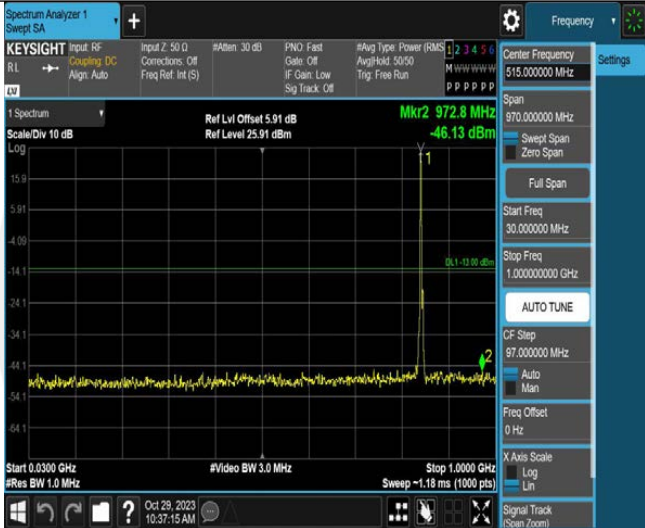 Spectrum Analyzer 1
Swept SA
+
Frequency
KEYSIGHT
RL
LXI
Input: RF
Coupling: DC
Align: Auto
Input Z: 50 Ω
Corrections: Off
Freq Ref: Int (S)
#Atten: 30 dB
PNO: Fast
Gate: Off
IF Gain: Low
Sig Track: Off
#Avg Type: Power (RMS
Avg|Hold: 50/50
Trig: Free Run
1 2 3 4 5 6
M W W W W W
P P P P P P
1 Spectrum
Scale/Div 10 dB
Log
Ref Lvl Offset 5.91 dB
Ref Level 25.91 dBm
Mkr2 972.8 MHz
-46.13 dBm
15.9
5.91
-4.09
-14.1
-24.1
-34.1
-44.1
-54.1
-64.1
1
DL1 -13.00 dBm
2
Start 0.0300 GHz
#Res BW 1.0 MHz
#Video BW 3.0 MHz
Stop 1.0000 GHz
Sweep ~1.18 ms (1000 pts)
?
Oct 29, 2023
10:37:15 AM
Center Frequency
515.000000 MHz
Span
970.000000 MHz
Swept Span
Zero Span
Full Span
Start Freq
30.000000 MHz
Stop Freq
1.000000000 GHz
AUTO TUNE
CF Step
97.000000 MHz
Auto
Man
Freq Offset
0 Hz
X Axis Scale
Log
Lin
Signal Track
(Span Zoom)
Settings